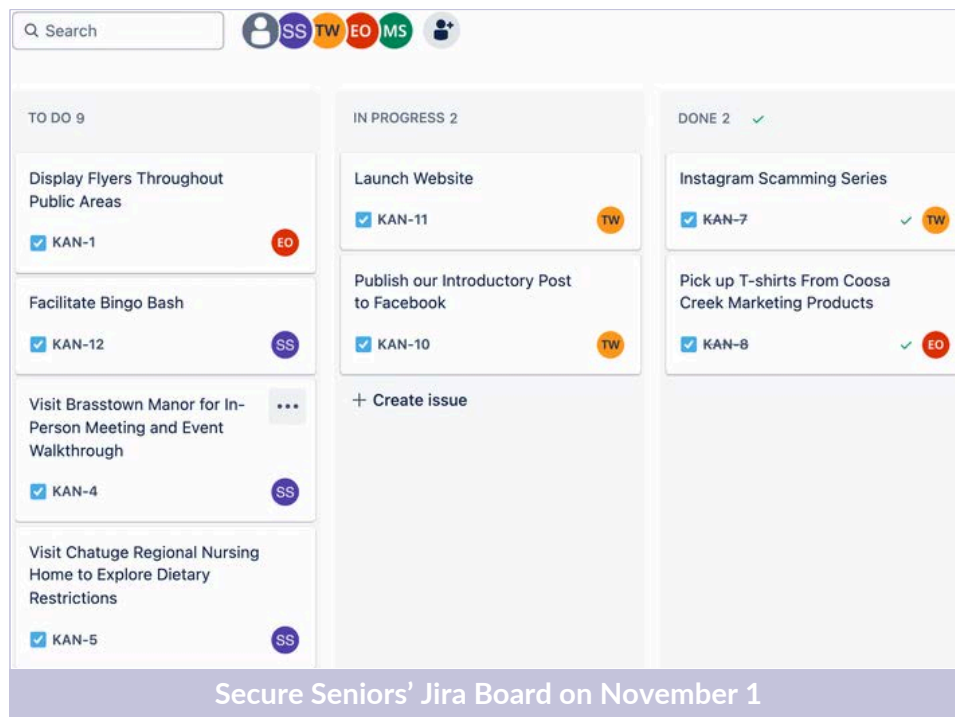 Search
SS TW EO MS
TO DO 9
Display Flyers Throughout
Public Areas
KAN-1
EO
Facilitate Bingo Bash
KAN-12
SS
Visit Brasstown Manor for In-
Person Meeting and Event
Walkthrough
KAN-4
SS
Visit Chatuge Regional Nursing
Home to Explore Dietary
Restrictions
KAN-5
SS
IN PROGRESS 2
Launch Website
KAN-11
TW
Publish our Introductory Post
to Facebook
KAN-10
TW
+ Create issue
DONE 2
Instagram Scamming Series
KAN-7
TW
Pick up T-shirts From Coosa
Creek Marketing Products
KAN-8
EO
Secure Seniors’ Jira Board on November 1